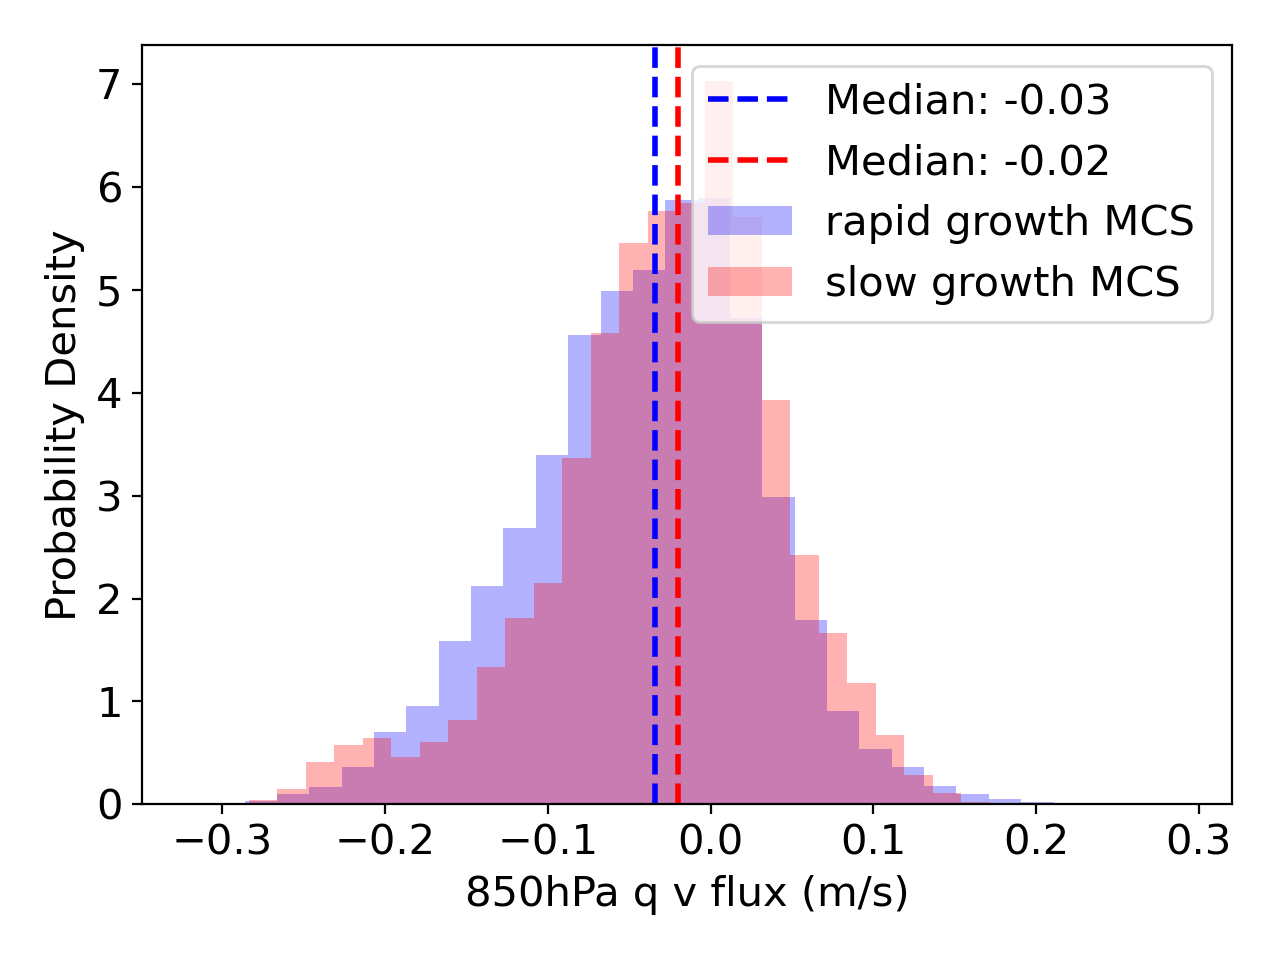 7
6
5
4
3
2
1
0
Probability Density
Median: -0.03
Median: -0.02
rapid growth MCS
slow growth MCS
−0.3 −0.2 −0.1 0.0 0.1 0.2 0.3
850hPa q v flux (m/s)